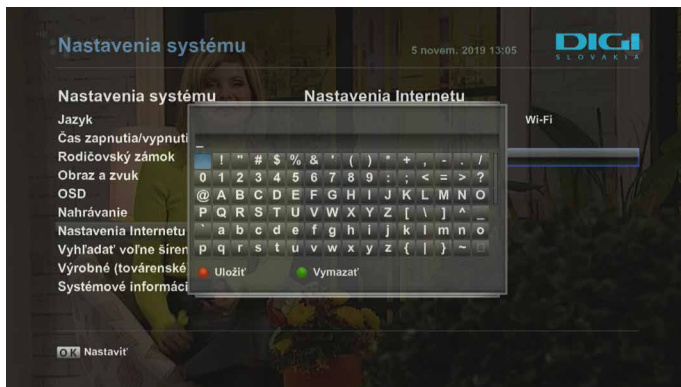 Nastavenia systému
5 novem. 2019 13:05
DIGI
SLOVAKIA
Nastavenia systému
Nastavenia Internetu
Jazyk
Wi-Fi
Čas zapnutia/vypnuti
Rodičovský zámok
Obraz a zvuk
OSD
Nahrávanie
Nastavenia Internetu
Vyhľadať voľne šíren
Výrobné (továrenské
Systémové informáci
_
! " # $ % & ' ( ) * + , - . /
0 1 2 3 4 5 6 7 8 9 : ; < = > ?
@ A B C D E F G H I J K L M N O
P Q R S T U V W X Y Z [ \ ] ^ _
` a b c d e f g h i j k l m n o
p q r s t u v w x y z { | } ~ □
Uložiť
Vymazať
OK Nastaviť